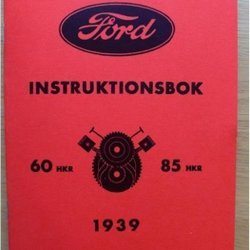 Ford
INSTRUKTIONSBOK
60 HKR 85 HKR
1939